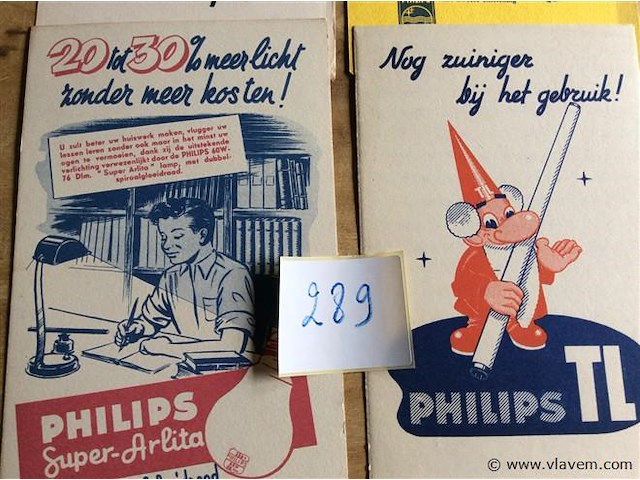 20 tot 30% meer licht
zonder meer kosten!
U zult beter uw huiswerk maken, vlugger uw
lessen leren zonder ook maar in het minst uw
ogen te vermoeien, dank zij de uitstekende
verlichting verwezenlijkt door de PHILIPS 60W-
76 Dlm. "Super Arlita" lamp, met dubbel-
spiraalgloeidraad.
PHILIPS
Super-Arlita
289
Nog zuiniger
bij het gebruik!
TL
PHILIPS TL
© www.vlavem.com